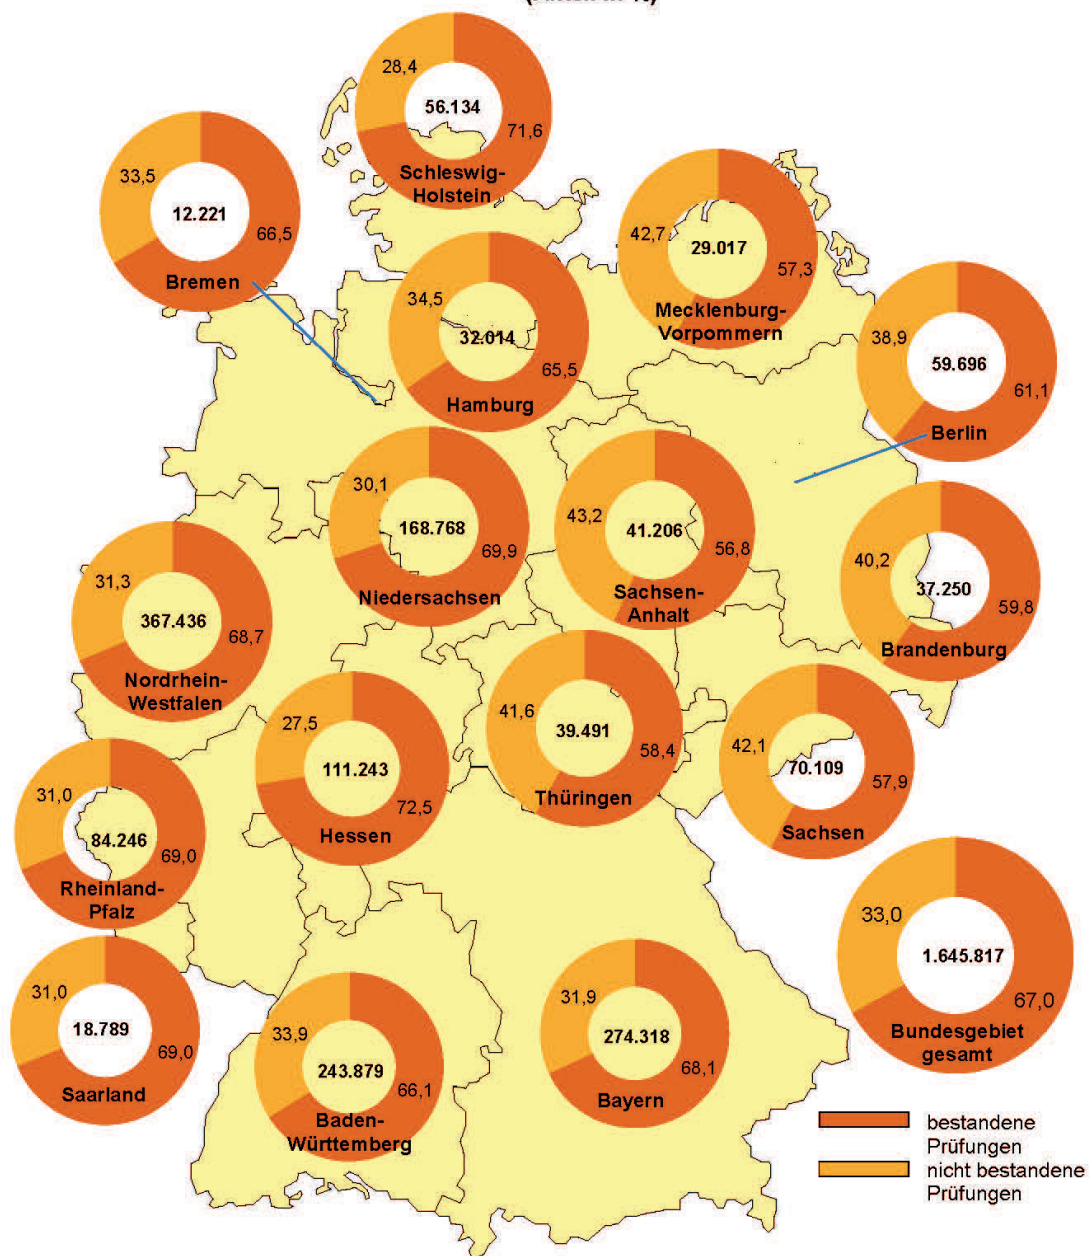 28,4
56.134
71,6
Schleswig-
Holstein
33,5
12.221
66,5
Bremen
42,7
29.017
57,3
Mecklenburg-
Vorpommern
34,5
32.014
65,5
Hamburg
38,9
59.696
61,1
Berlin
30,1
168.768
69,9
Niedersachsen
43,2
41.206
56,8
Sachsen-
Anhalt
40,2
37.250
59,8
Brandenburg
31,3
367.436
68,7
Nordrhein-
Westfalen
27,5
111.243
72,5
Hessen
41,6
39.491
58,4
Thüringen
42,1
70.109
57,9
Sachsen
31,0
84.246
69,0
Rheinland-
Pfalz
33,0
1.645.817
67,0
Bundesgebiet
gesamt
31,0
18.789
69,0
Saarland
33,9
243.879
66,1
Baden-
Württemberg
31,9
274.318
68,1
Bayern
bestandene
Prüfungen
nicht bestandene
Prüfungen